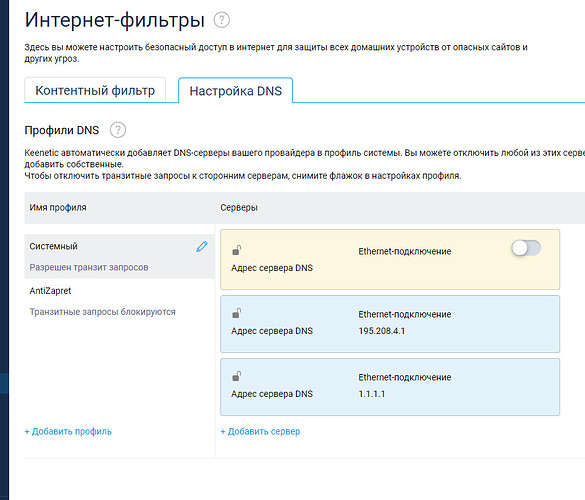 Интернет-фильтры ?
Здесь вы можете настроить безопасный доступ в интернет для защиты всех домашних устройств от опасных сайтов и
других угроз.
Контентный фильтр
Настройка DNS
Профили DNS ?
Keenetic автоматически добавляет DNS-серверы вашего провайдера в профиль системы. Вы можете отключить любой из этих серве
добавить собственные.
Чтобы отключить транзитные запросы к сторонним серверам, снимите флажок в настройках профиля.
Имя профиля
Серверы
Системный
Разрешен транзит запросов
AntiZapret
Транзитные запросы блокируются
+ Добавить профиль
Ethernet-подключение
Адрес сервера DNS
Ethernet-подключение
Адрес сервера DNS 195.208.4.1
Ethernet-подключение
Адрес сервера DNS 1.1.1.1
+ Добавить сервер